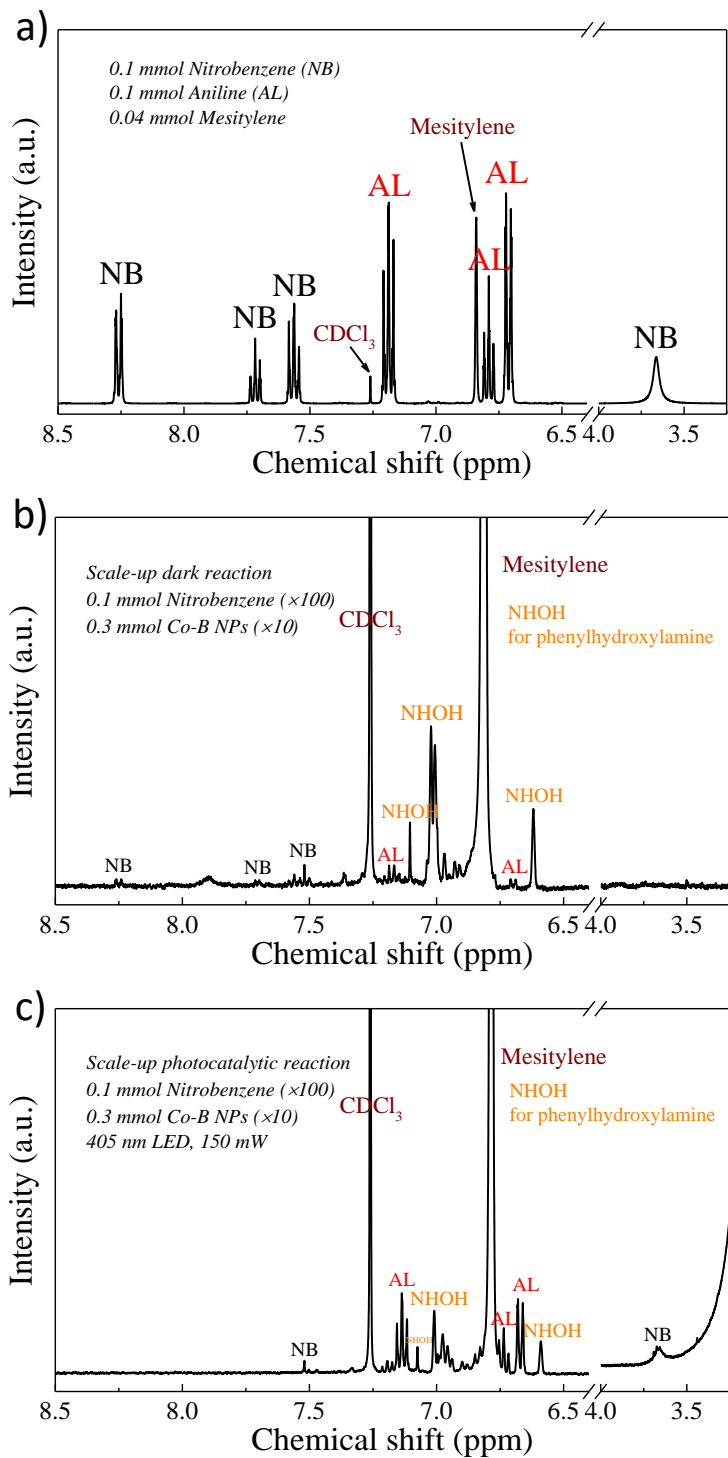 a)
0.1 mmol Nitrobenzene (NB)
0.1 mmol Aniline (AL)
0.04 mmol Mesitylene
Mesitylene
AL
AL
AL
NB
NB
NB
CDCl3
NB
Intensity (a.u.)
8.5 8.0 7.5 7.0 6.5 4.0 3.5
Chemical shift (ppm)
b)
Scale-up dark reaction
0.1 mmol Nitrobenzene (×100)
0.3 mmol Co-B NPs (×10)
CDCl3
Mesitylene
NHOH
for phenylhydroxylamine
NHOH
NHOH
NHOH
NB
NB
NB
AL
AL
Intensity (a.u.)
8.5 8.0 7.5 7.0 6.5 4.0 3.5
Chemical shift (ppm)
c)
Scale-up photocatalytic reaction
0.1 mmol Nitrobenzene (×100)
0.3 mmol Co-B NPs (×10)
405 nm LED, 150 mW
CDCl3
Mesitylene
NHOH
for phenylhydroxylamine
AL
NHOH
NHOH
AL
AL
NHOH
NB
NB
Intensity (a.u.)
8.5 8.0 7.5 7.0 6.5 4.0 3.5
Chemical shift (ppm)